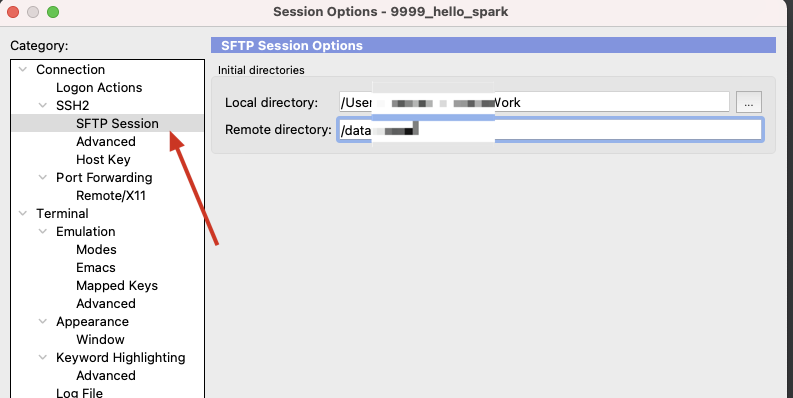 Session Options - 9999_hello_spark
Category:
Connection
Logon Actions
SSH2
SFTP Session
Advanced
Host Key
Port Forwarding
Remote/X11
Terminal
Emulation
Modes
Emacs
Mapped Keys
Advanced
Appearance
Window
Keyword Highlighting
Advanced
Log File
SFTP Session Options
Initial directories
Local directory: /User Work ...
Remote directory: /data